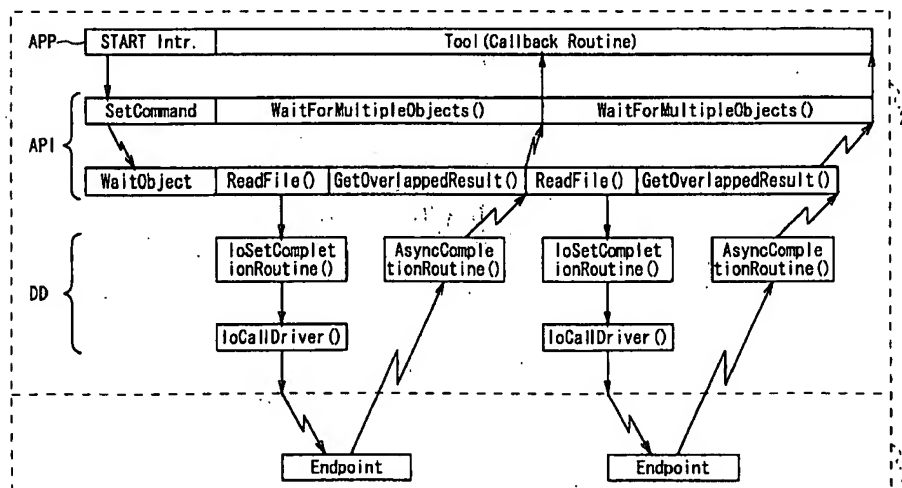 APP START Intr. Tool(Callback Routine)
SetCommand WaitForMultipleObjects() WaitForMultipleObjects()
API
WaitObject ReadFile() GetOverlappedResult() ReadFile() GetOverlappedResult()
IoSetComplet
ionRoutine()
AsyncComple
tionRoutine()
IoSetComplet
ionRoutine()
AsyncComple
tionRoutine()
DD
IoCallDriver() IoCallDriver()
Endpoint Endpoint